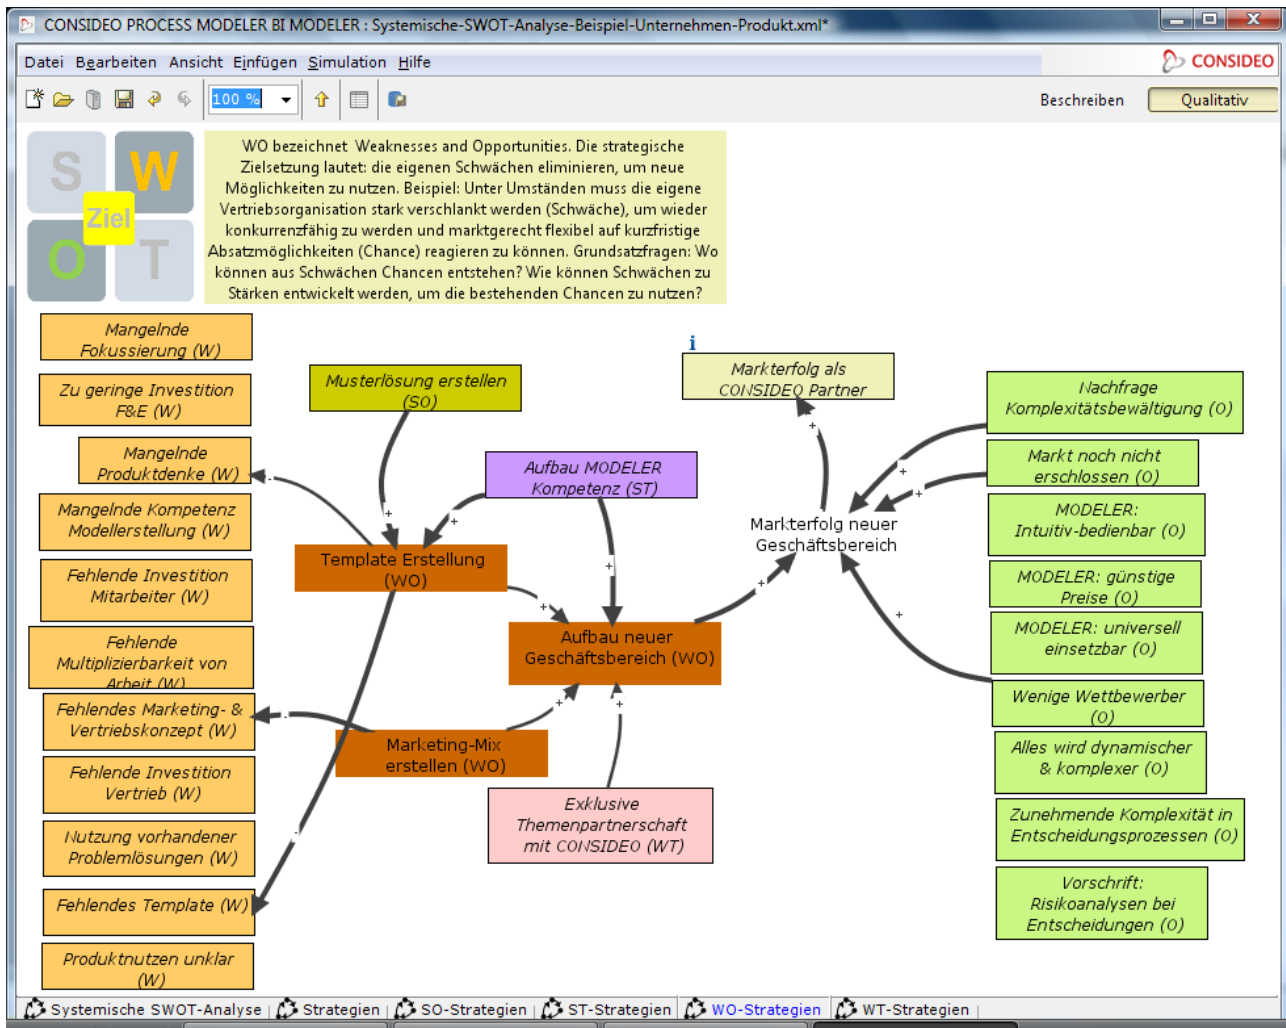 CONSIDEO PROCESS MODELER BI MODELER : Systemische-SWOT-Analyse-Beispiel-Unternehmen-Produkt.xml*
Datei Bearbeiten Ansicht Einfügen Simulation Hilfe
CONSIDEO
100 %
Beschreiben
Qualitativ
S
W
Ziel
O
T
WO bezeichnet Weaknesses and Opportunities. Die strategische
Zielsetzung lautet: die eigenen Schwächen eliminieren, um neue
Möglichkeiten zu nutzen. Beispiel: Unter Umständen muss die eigene
Vertriebsorganisation stark verschlankt werden (Schwäche), um wieder
konkurrenzfähig zu werden und marktgerecht flexibel auf kurzfristige
Absatzmöglichkeiten (Chance) reagieren zu können. Grundsatzfragen: Wo
können aus Schwächen Chancen entstehen? Wie können Schwächen zu
Stärken entwickelt werden, um die bestehenden Chancen zu nutzen?
Mangelnde
Fokussierung (W)
Zu geringe Investition
F&E (W)
Mangelnde
Produktdenke (W)
Mangelnde Kompetenz
Modellerstellung (W)
Fehlende Investition
Mitarbeiter (W)
Fehlende
Multiplizierbarkeit von
Arbeit (W)
Fehlendes Marketing- &
Vertriebskonzept (W)
Fehlende Investition
Vertrieb (W)
Nutzung vorhandener
Problemlösungen (W)
Fehlendes Template (W)
Produktnutzen unklar
(W)
Musterlösung erstellen
(SO)
Aufbau MODELER
Kompetenz (ST)
Template Erstellung
(WO)
Aufbau neuer
Geschäftsbereich (WO)
Marketing-Mix
erstellen (WO)
Exklusive
Themenpartnerschaft
mit CONSIDEO (WT)
i
Markterfolg als
CONSIDEO Partner
Markterfolg neuer
Geschäftsbereich
Nachfrage
Komplexitätsbewältigung (O)
Markt noch nicht
erschlossen (O)
MODELER:
Intuitiv-bedienbar (O)
MODELER: günstige
Preise (O)
MODELER: universell
einsetzbar (O)
Wenige Wettbewerber
(O)
Alles wird dynamischer
& komplexer (O)
Zunehmende Komplexität in
Entscheidungsprozessen (O)
Vorschrift:
Risikoanalysen bei
Entscheidungen (O)
Systemische SWOT-Analyse
Strategien
SO-Strategien
ST-Strategien
WO-Strategien
WT-Strategien